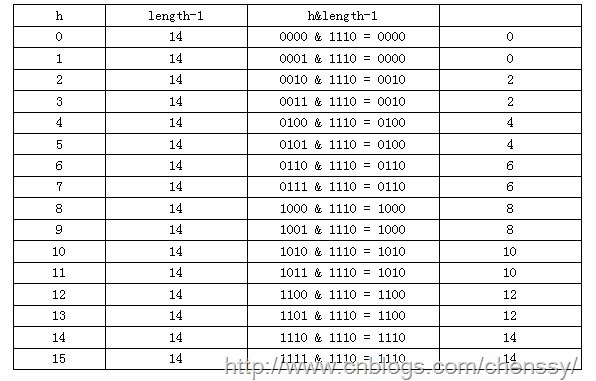 h length-1 h&length-1
0 14 0000 & 1110 = 0000 0
1 14 0001 & 1110 = 0000 0
2 14 0010 & 1110 = 0010 2
3 14 0011 & 1110 = 0010 2
4 14 0100 & 1110 = 0100 4
5 14 0101 & 1110 = 0100 4
6 14 0110 & 1110 = 0110 6
7 14 0111 & 1110 = 0110 6
8 14 1000 & 1110 = 1000 8
9 14 1001 & 1110 = 1000 8
10 14 1010 & 1110 = 1010 10
11 14 1011 & 1110 = 1010 10
12 14 1100 & 1110 = 1100 12
13 14 1101 & 1110 = 1100 12
14 14 1110 & 1110 = 1110 14
15 14 1111 & 1110 = 1110 14
http://www.cnblogs.com/chenssy/